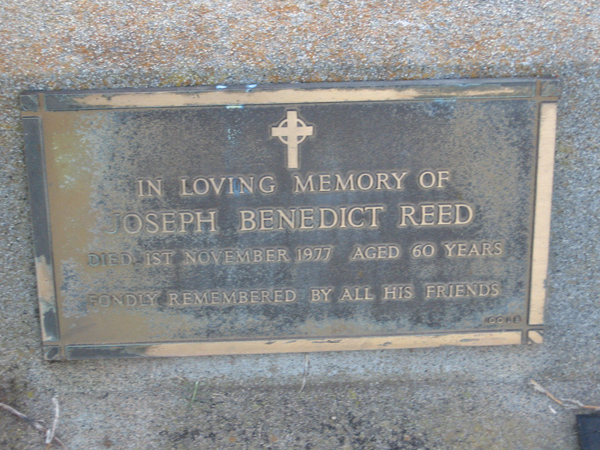 IN LOVING MEMORY OF
JOSEPH BENEDICT REED
DIED 1ST NOVEMBER 1977 AGED 60 YEARS
FONDLY REMEMBERED BY ALL HIS FRIENDS